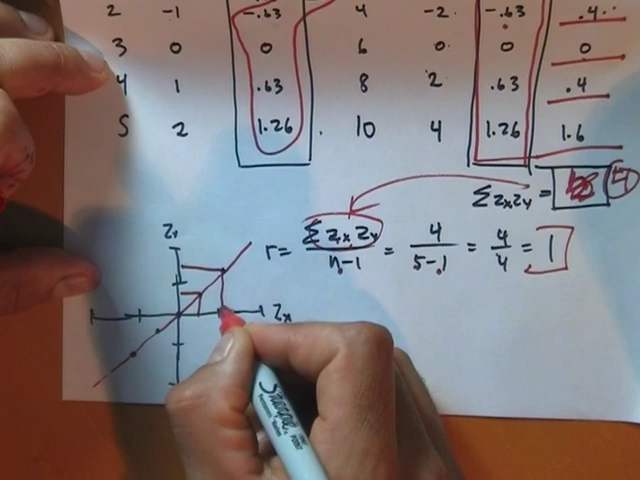 2 -1 -.63 4 -2 -.63 .4
3 0 0 6 0 0 0
4 1 .63 8 2 .63 .4
5 2 1.26 10 4 1.26 1.6
Σ ZxZy = 4
r = Σ Zx Zy / n-1 = 4 / 5-1 = 4/4 = 1
Zy
Zx
Sharpie